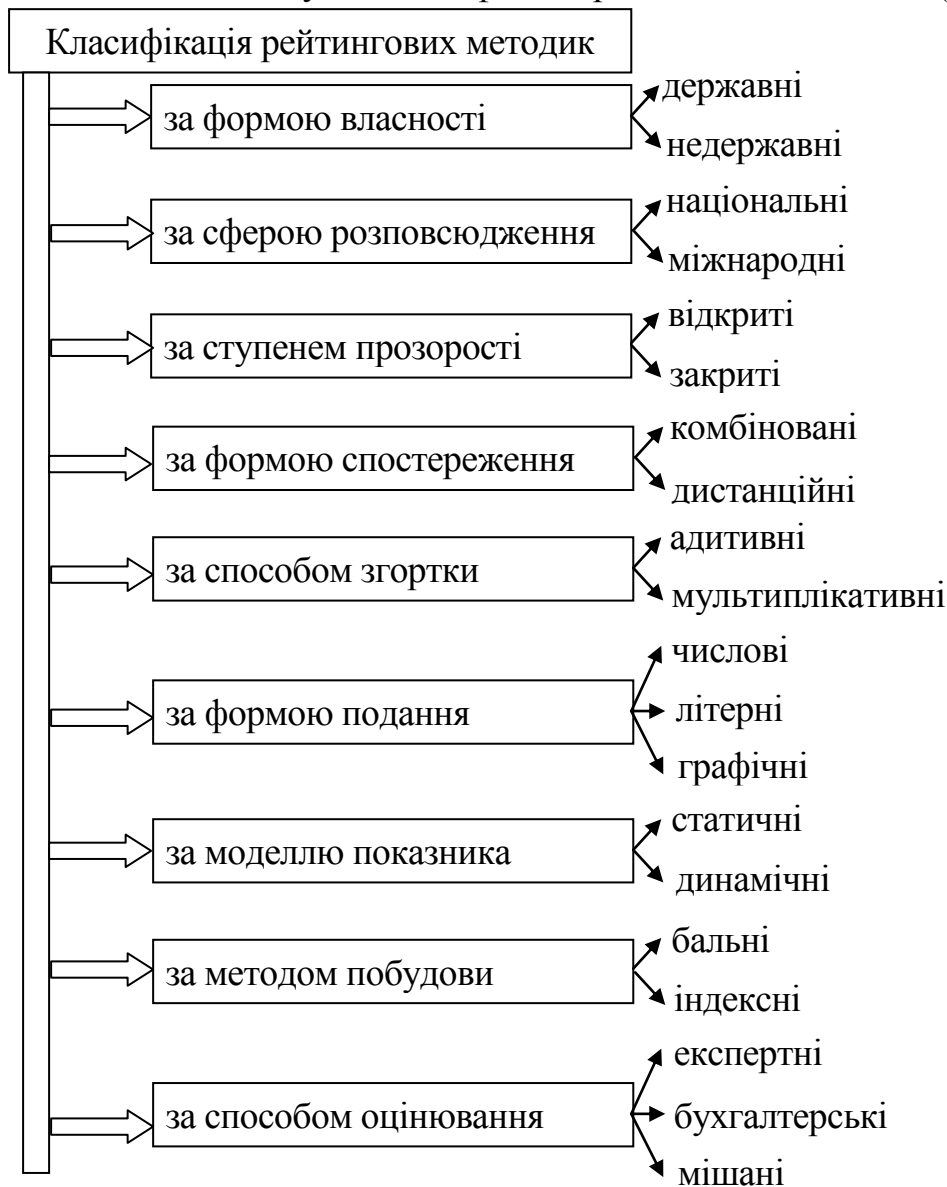 Класифікація рейтингових методик
за формою власності
державні
недержавні
за сферою розповсюдження
національні
міжнародні
за ступенем прозорості
відкриті
закриті
за формою спостереження
комбіновані
дистанційні
за способом згортки
адитивні
мультиплікативні
за формою подання
числові
літерні
графічні
за моделлю показника
статичні
динамічні
за методом побудови
бальні
індексні
за способом оцінювання
експертні
бухгалтерські
мішані